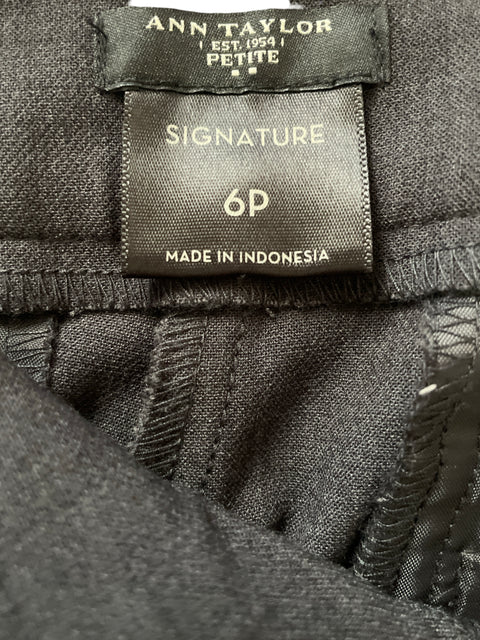 ANN TAYLOR
EST. 1954
PETITE
SIGNATURE
6P
MADE IN INDONESIA